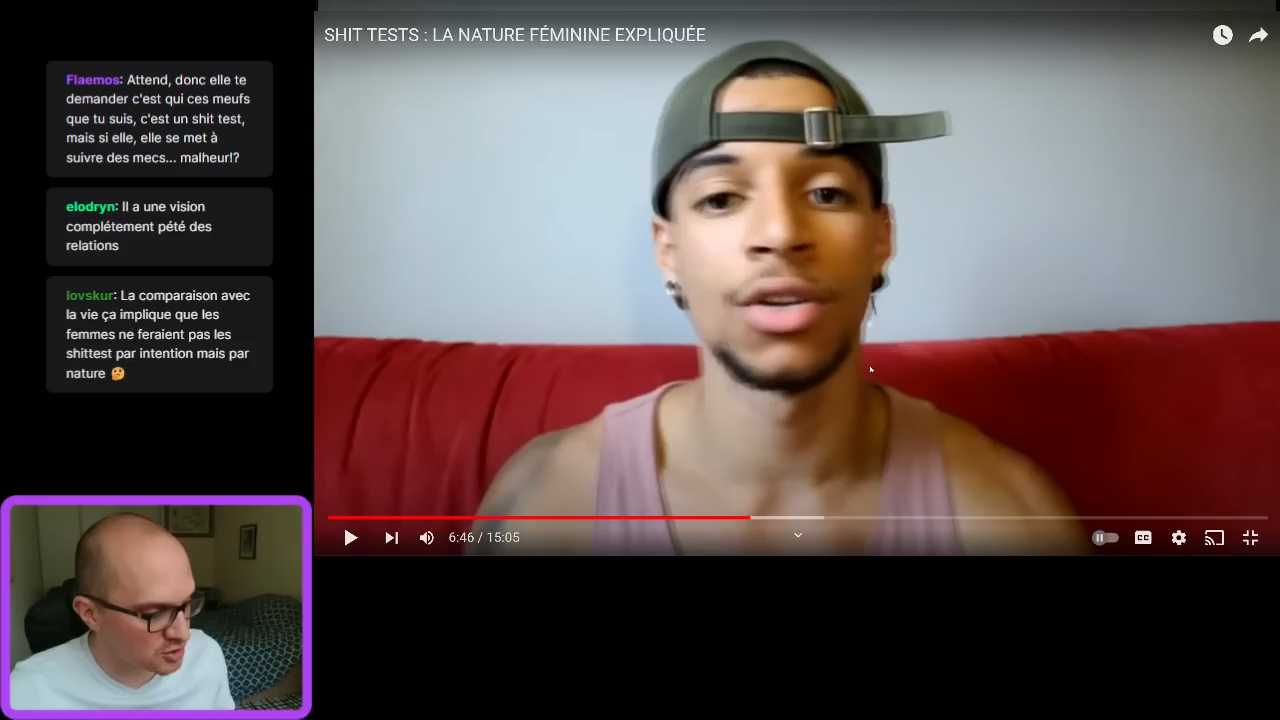 SHIT TESTS : LA NATURE FÉMININE EXPLIQUÉE
Flaemos: Attend, donc elle te
demander c'est qui ces meufs
que tu suis, c'est un shit test,
mais si elle, elle se met à
suivre des mecs... malheur!?
elodryn: Il a une vision
complétement pété des
relations
lovskur: La comparaison avec
la vie ça implique que les
femmes ne feraient pas les
shittest par intention mais par
nature 🤔
6:46 / 15:05
CC